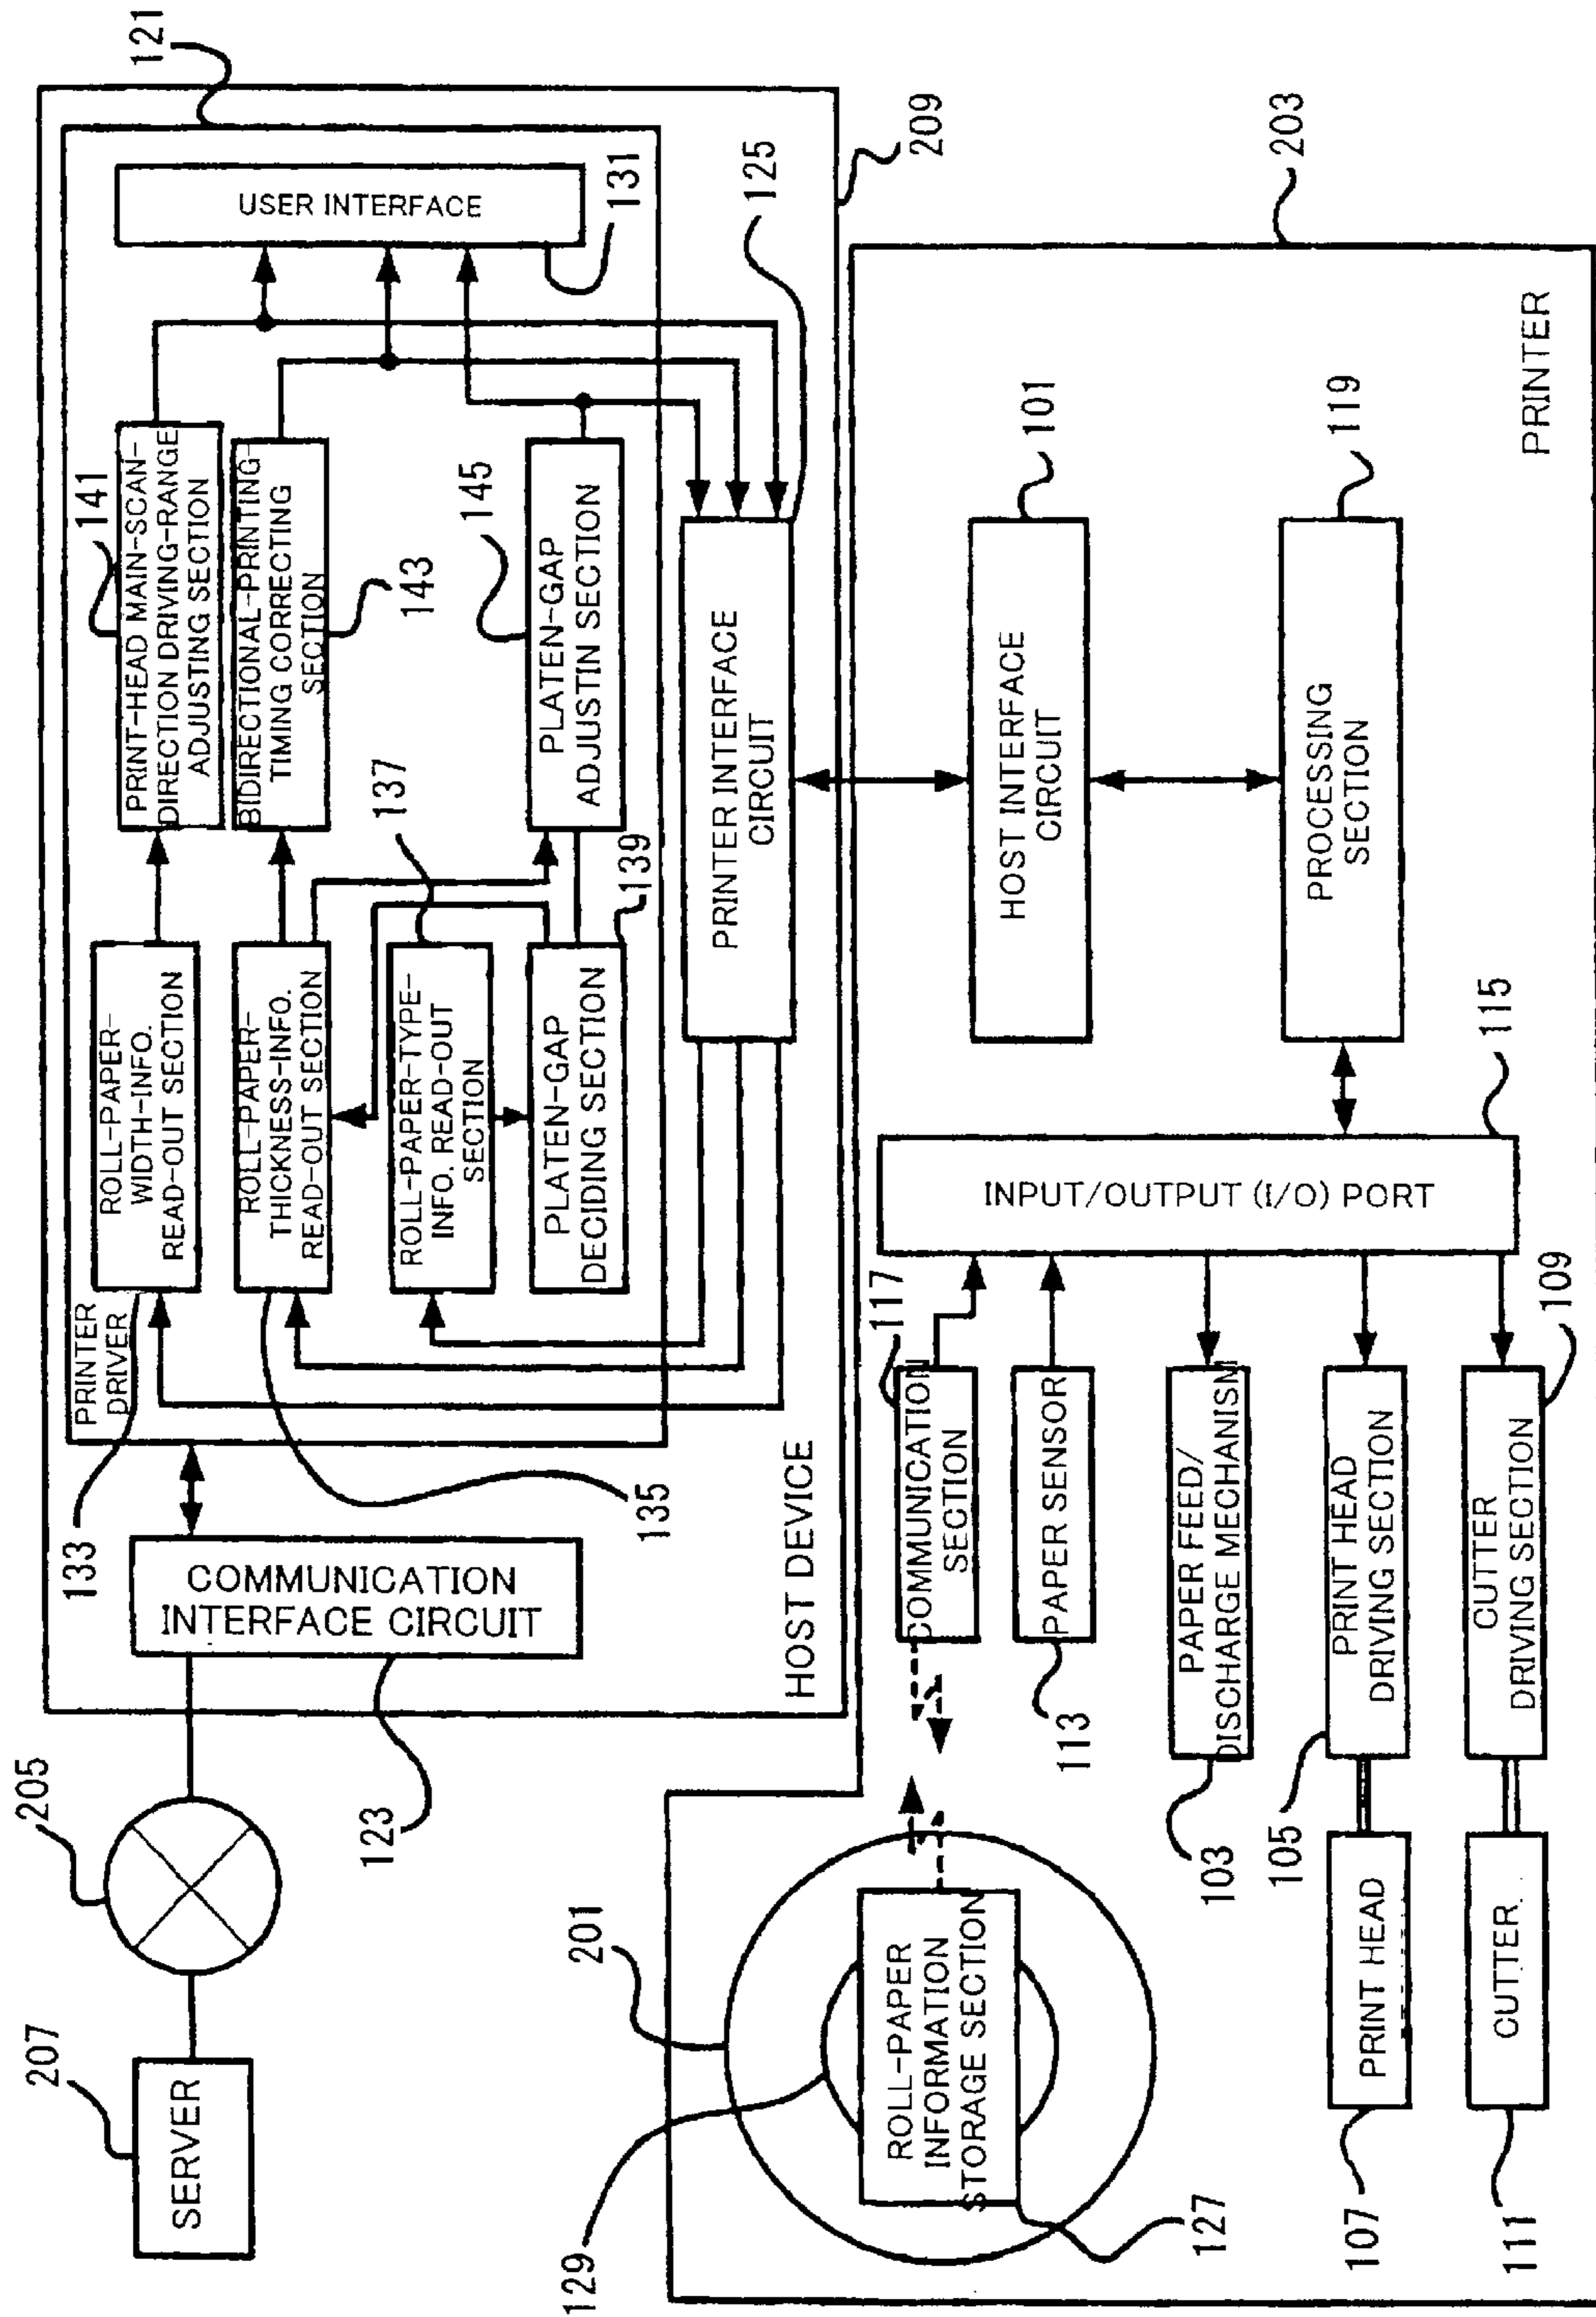 207
SERVER
205
COMMUNICATION
INTERFACE CIRCUIT
123
HOST DEVICE
209
PRINTER
DRIVER
121
133
ROLL-PAPER-
WIDTH-INFO.
READ-OUT SECTION
141
PRINT-HEAD MAIN-SCAN-
DIRECTION DRIVING-RANGE
ADJUSTING SECTION
135
ROLL-PAPER-
THICKNESS-INFO.
READ-OUT SECTION
BIDIRECTIONAL-PRINTING-
TIMING CORRECTING
SECTION
143
137
ROLL-PAPER-TYPE-
INFO. READ-OUT
SECTION
145
PLATEN-GAP
DECIDING SECTION
139
PLATEN-GAP
ADJUSTIN SECTION
USER INTERFACE
131
PRINTER INTERFACE
CIRCUIT
125
201
129
ROLL-PAPER
INFORMATION
STORAGE SECTION
127
117
COMMUNICATION
SECTION
PAPER SENSOR
113
PAPER FEED/
DISCHARGE MECHANISM
103
105
PRINT HEAD
DRIVING SECTION
PRINT HEAD
107
CUTTER
DRIVING SECTION
109
CUTTER
111
INPUT/OUTPUT (I/O) PORT
115
HOST INTERFACE
CIRCUIT
101
PROCESSING
SECTION
119
PRINTER
203